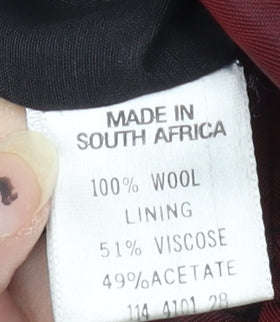 MADE IN
SOUTH AFRICA
100% WOOL
LINING
51% VISCOSE
49% ACETATE
114 4101 28